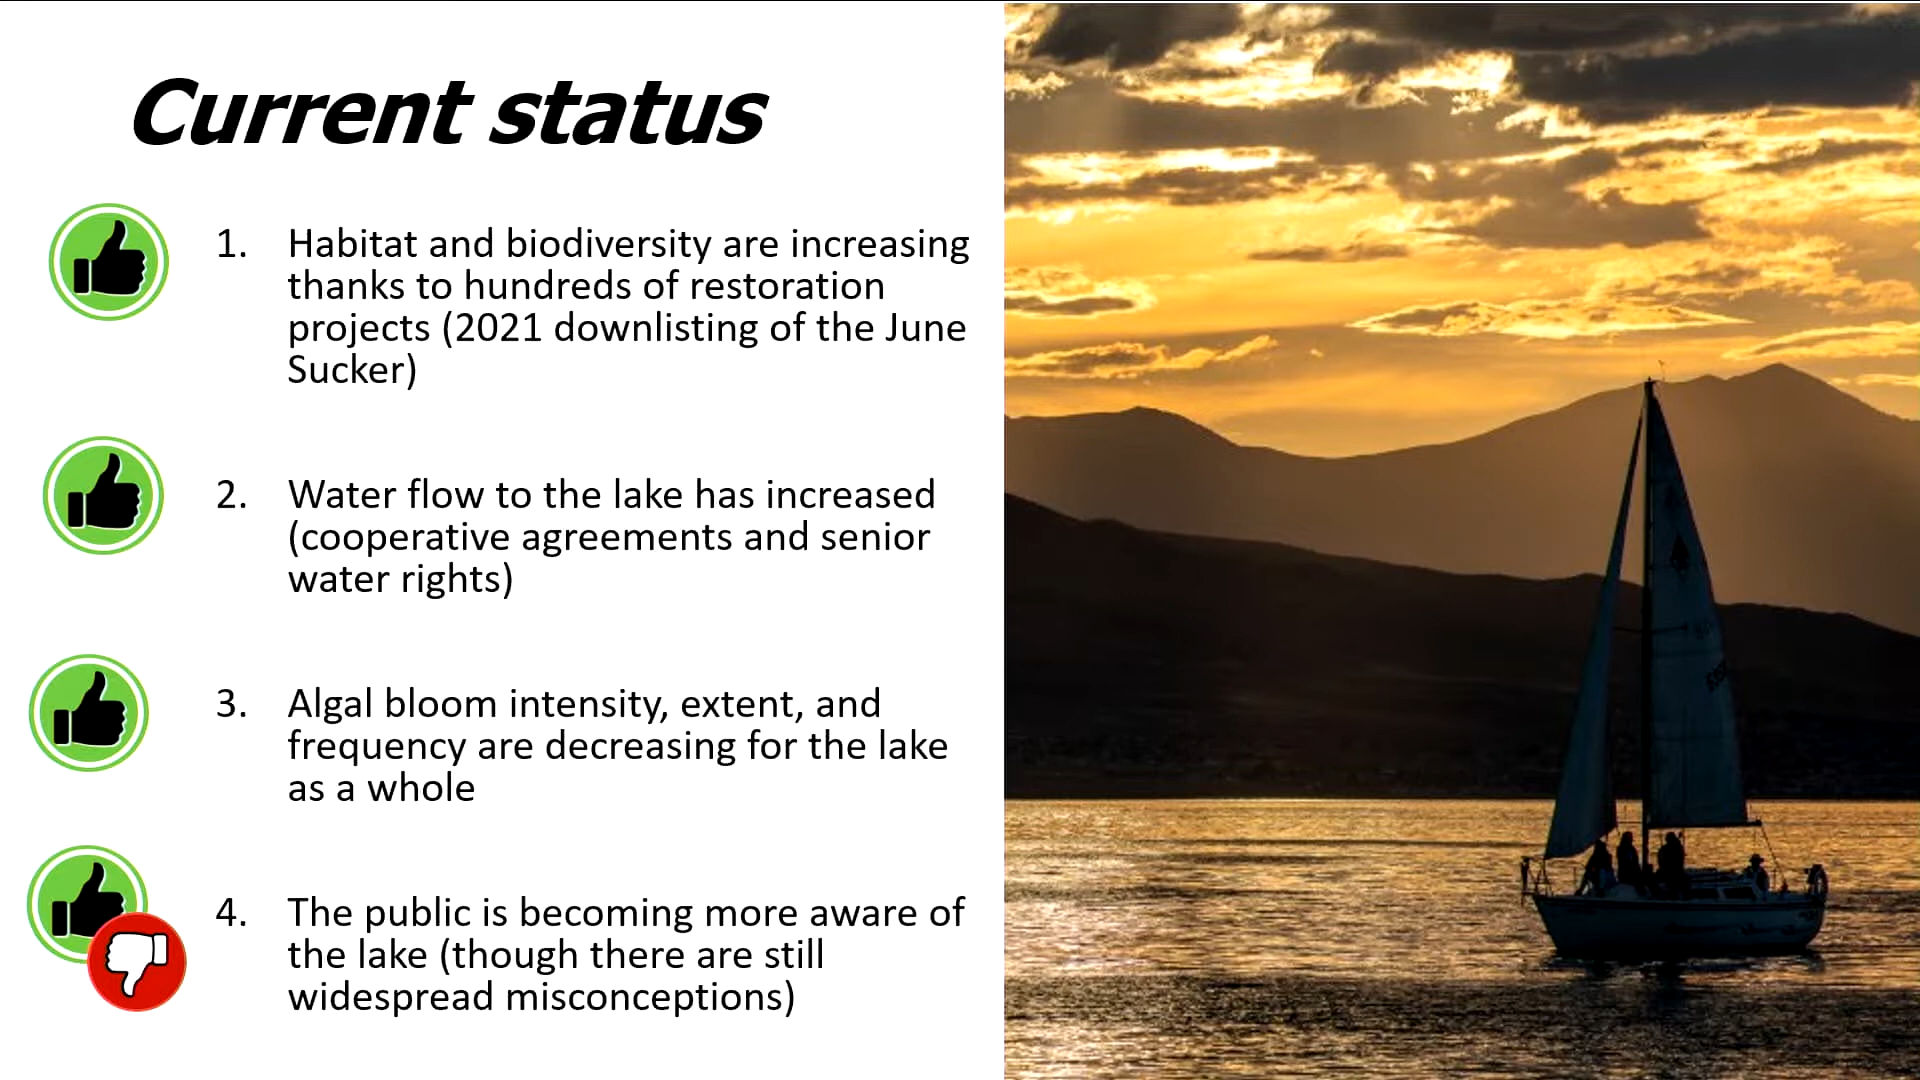 Current status
1. Habitat and biodiversity are increasing
thanks to hundreds of restoration
projects (2021 downlisting of the June
Sucker)
2. Water flow to the lake has increased
(cooperative agreements and senior
water rights)
3. Algal bloom intensity, extent, and
frequency are decreasing for the lake
as a whole
4. The public is becoming more aware of
the lake (though there are still
widespread misconceptions)